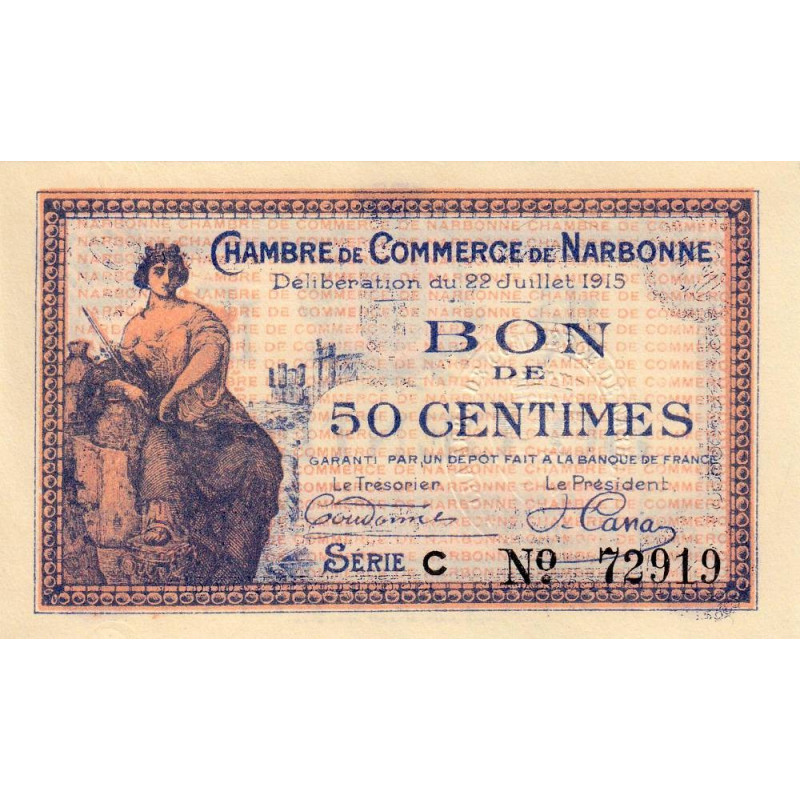 CHAMBRE DE COMMERCE DE NARBONNE
Délibération du 22 Juillet 1915
BON
DE
50 CENTIMES
GARANTI PAR UN DÉPÔT FAIT A LA BANQUE DE FRANCE
Le Trésorier Le Président
SÉRIE C Nº 72919